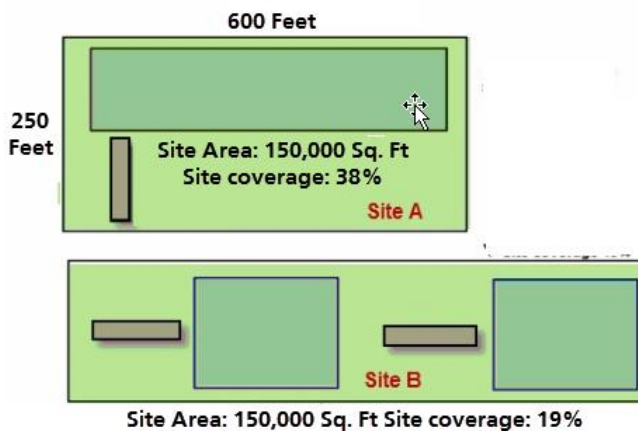 600 Feet
250
Feet
Site Area: 150,000 Sq. Ft
Site coverage: 38%
Site A
Site B
Site Area: 150,000 Sq. Ft Site coverage: 19%